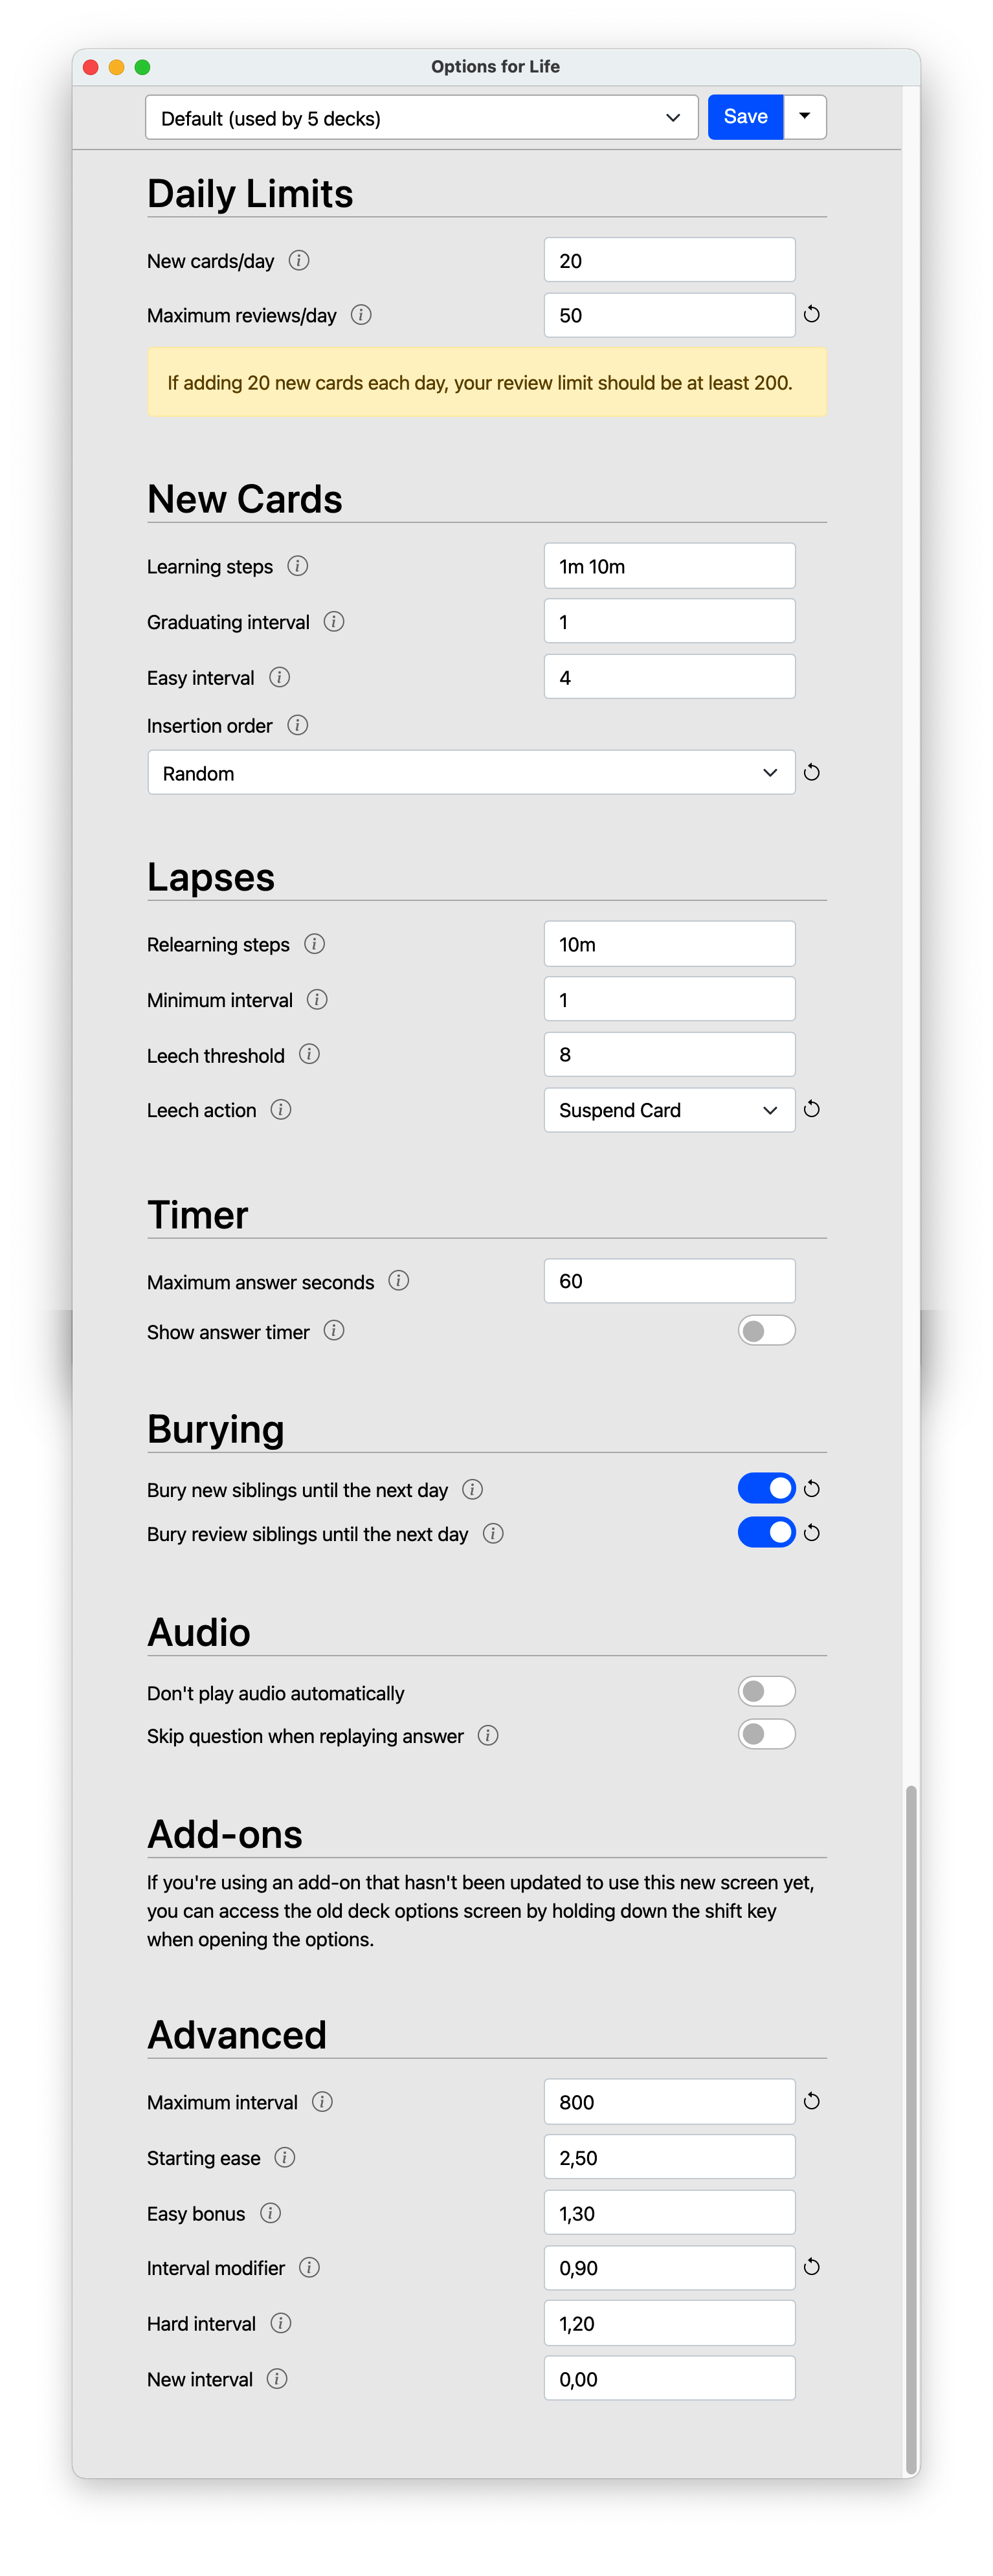 Options for Life
Default (used by 5 decks)
Save
Daily Limits
New cards/day
20
Maximum reviews/day
50
If adding 20 new cards each day, your review limit should be at least 200.
New Cards
Learning steps
1m 10m
Graduating interval
1
Easy interval
4
Insertion order
Random
Lapses
Relearning steps
10m
Minimum interval
1
Leech threshold
8
Leech action
Suspend Card
Timer
Maximum answer seconds
60
Show answer timer
Burying
Bury new siblings until the next day
Bury review siblings until the next day
Audio
Don't play audio automatically
Skip question when replaying answer
Add-ons
If you're using an add-on that hasn't been updated to use this new screen yet,
you can access the old deck options screen by holding down the shift key
when opening the options.
Advanced
Maximum interval
800
Starting ease
2,50
Easy bonus
1,30
Interval modifier
0,90
Hard interval
1,20
New interval
0,00